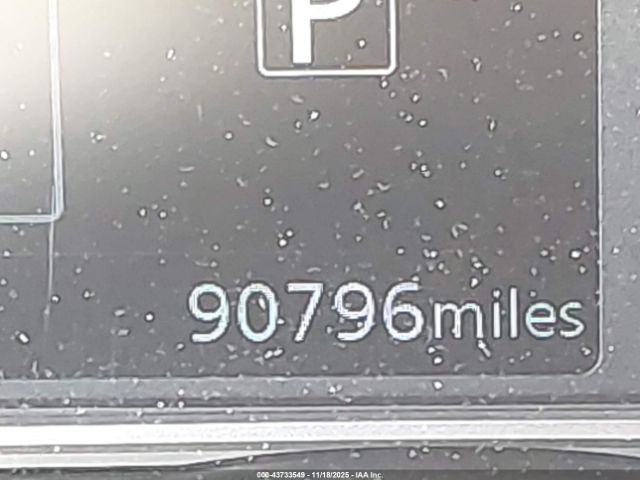 P
90796miles
000-43733549 - 11/18/2025 - IAA Inc.